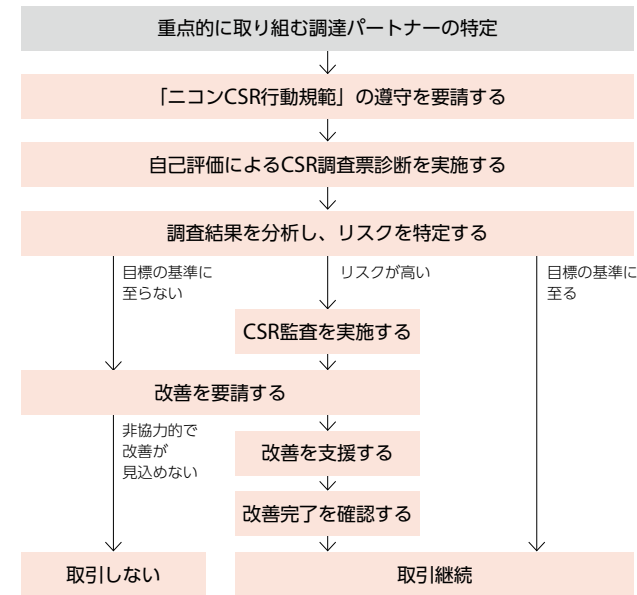 重点的に取り組む調達パートナーの特定
「ニコンCSR行動規範」の遵守を要請する
自己評価によるCSR調査票診断を実施する
調査結果を分析し、リスクを特定する
目標の基準に
至らない
リスクが高い
目標の基準に
至る
CSR監査を実施する
改善を要請する
非協力的で
改善が
見込めない
改善を支援する
改善完了を確認する
取引しない
取引継続